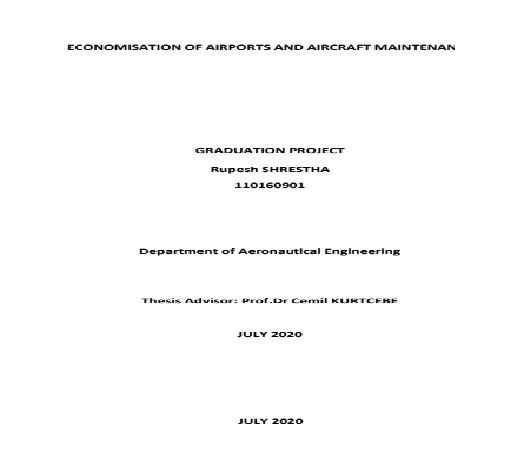 ECONOMISATION OF AIRPORTS AND AIRCRAFT MAINTENAN
GRADUATION PROJECT
Rupesh SHRESTHA
110160901
Department of Aeronautical Engineering
Thesis Advisor: Prof.Dr Cemil KURTCEBE
JULY 2020
JULY 2020